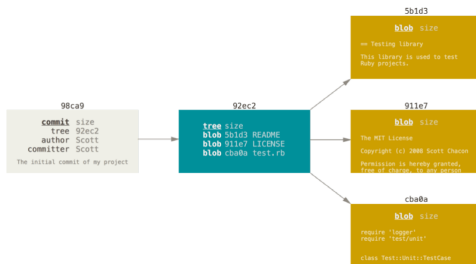 98ca9
commit size
tree 92ec2
author Scott
committer Scott
The initial commit of my project
92ec2
tree size
blob 5b1d3 README
blob 911e7 LICENSE
blob cba0a test.rb
5b1d3
blob size
== Testing library
This library is used to test
Ruby projects.
911e7
blob size
The MIT License
Copyright (c) 2008 Scott Chacon
Permission is hereby granted,
free of charge, to any person
cba0a
blob size
require 'logger'
require 'test/unit'
class Test::Unit::TestCase